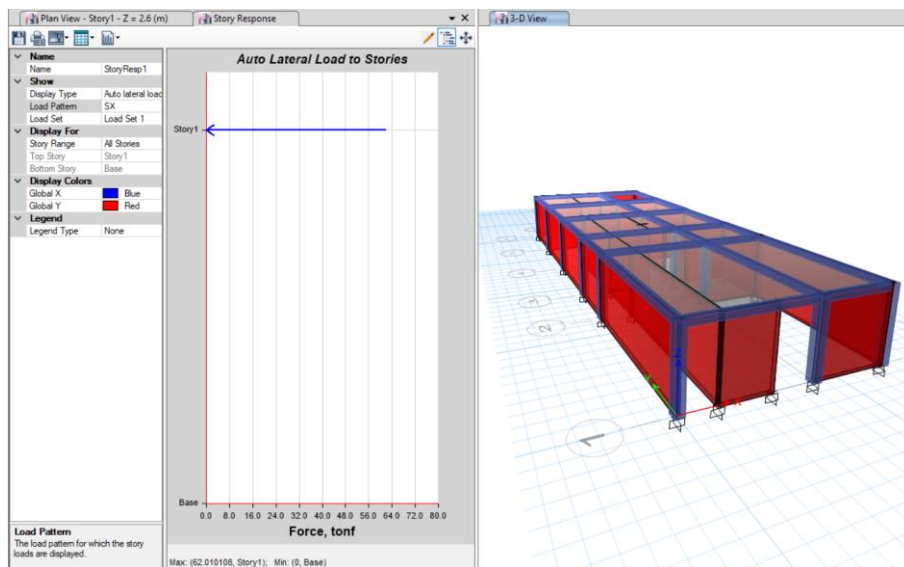 Plan View - Story1 - Z = 2.6 (m)
Story Response
3-D View
Name
Name StoryResp1
Show
Display Type Auto lateral load
Load Pattern SX
Load Set Load Set 1
Display For
Story Range All Stories
Top Story Story1
Bottom Story Base
Display Colors
Global X Blue
Global Y Red
Legend
Legend Type None
Load Pattern
The load pattern for which the story
loads are displayed.
Auto Lateral Load to Stories
Story1
Base
0.0 8.0 16.0 24.0 32.0 40.0 48.0 56.0 64.0 72.0 80.0
Force, tonf
Max: (62.010108, Story1); Min: (0, Base)
Z
X
3
2
1